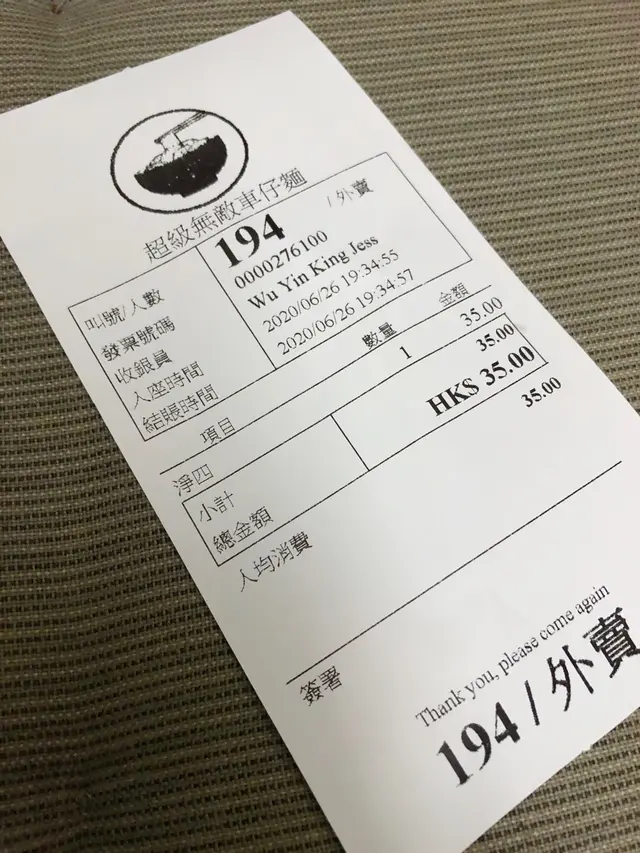 超級無敵車仔麵
叫號/人數 194 /外賣
發票號碼 0000276100
收銀員 Wu Yin King Jess
入座時間 2020/06/26 19:34:55
結賬時間 2020/06/26 19:34:57
項目 數量 金額
淨四 1 35.00
小計 35.00
總金額 HK$ 35.00
人均消費 35.00
簽署
Thank you, please come again
194 / 外賣